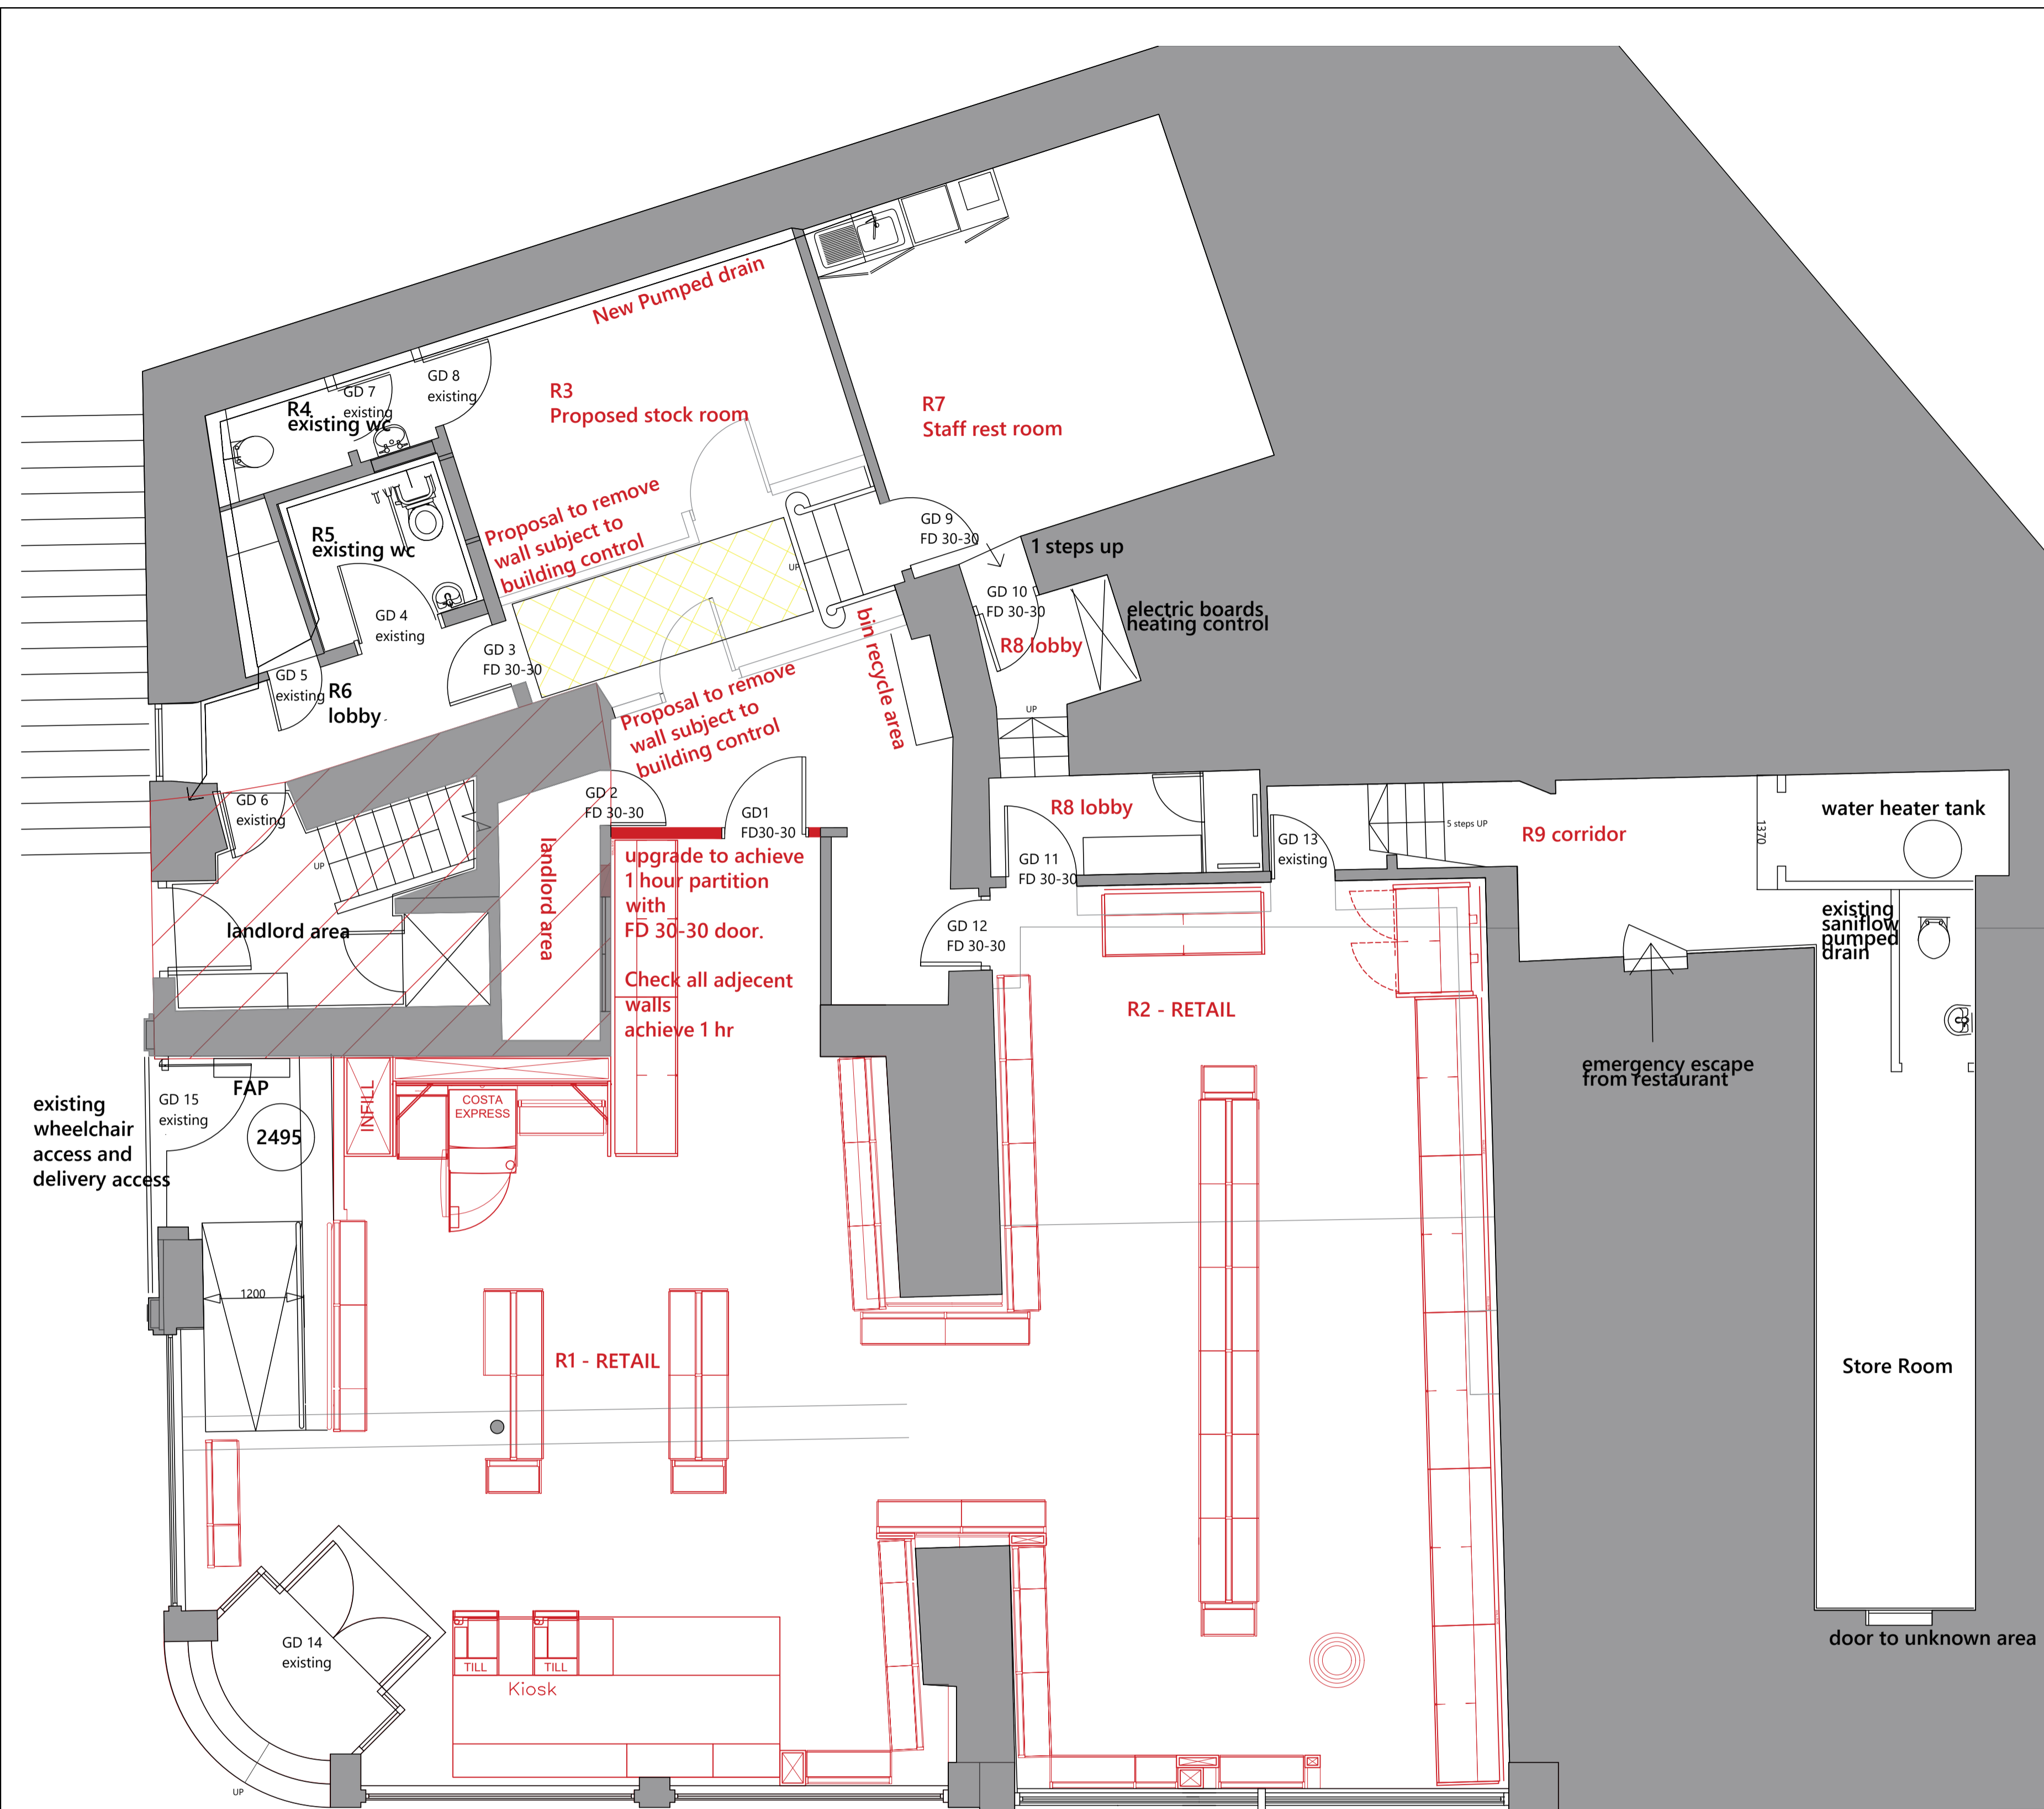 New Pumped drain
GD 8
existing
GD 7
existing
R4
existing wc
R3
Proposed stock room
R7
Staff rest room
Proposal to remove
wall subject to
building control
R5
existing wc
GD 9
FD 30-30
1 steps up
UP
GD 10
FD 30-30
electric boards
heating control
R8 lobby
GD 4
existing
GD 3
FD 30-30
bin recycle area
GD 5
existing
R6
lobby
Proposal to remove
wall subject to
building control
UP
GD 6
existing
GD 2
FD 30-30
GD1
FD30-30
R8 lobby
5 steps UP
R9 corridor
1370
water heater tank
GD 13
existing
GD 11
FD 30-30
UP
landlord area
landlord area
upgrade to achieve
1 hour partition
with
FD 30-30 door.
Check all adjecent
walls
achieve 1 hr
GD 12
FD 30-30
existing
saniflow
pumped
drain
R2 - RETAIL
emergency escape
from restaurant
FAP
GD 15
existing
2495
existing
wheelchair
access and
delivery access
INFILL
COSTA
EXPRESS
1200
R1 - RETAIL
Store Room
GD 14
existing
TILL
TILL
Kiosk
door to unknown area
UP